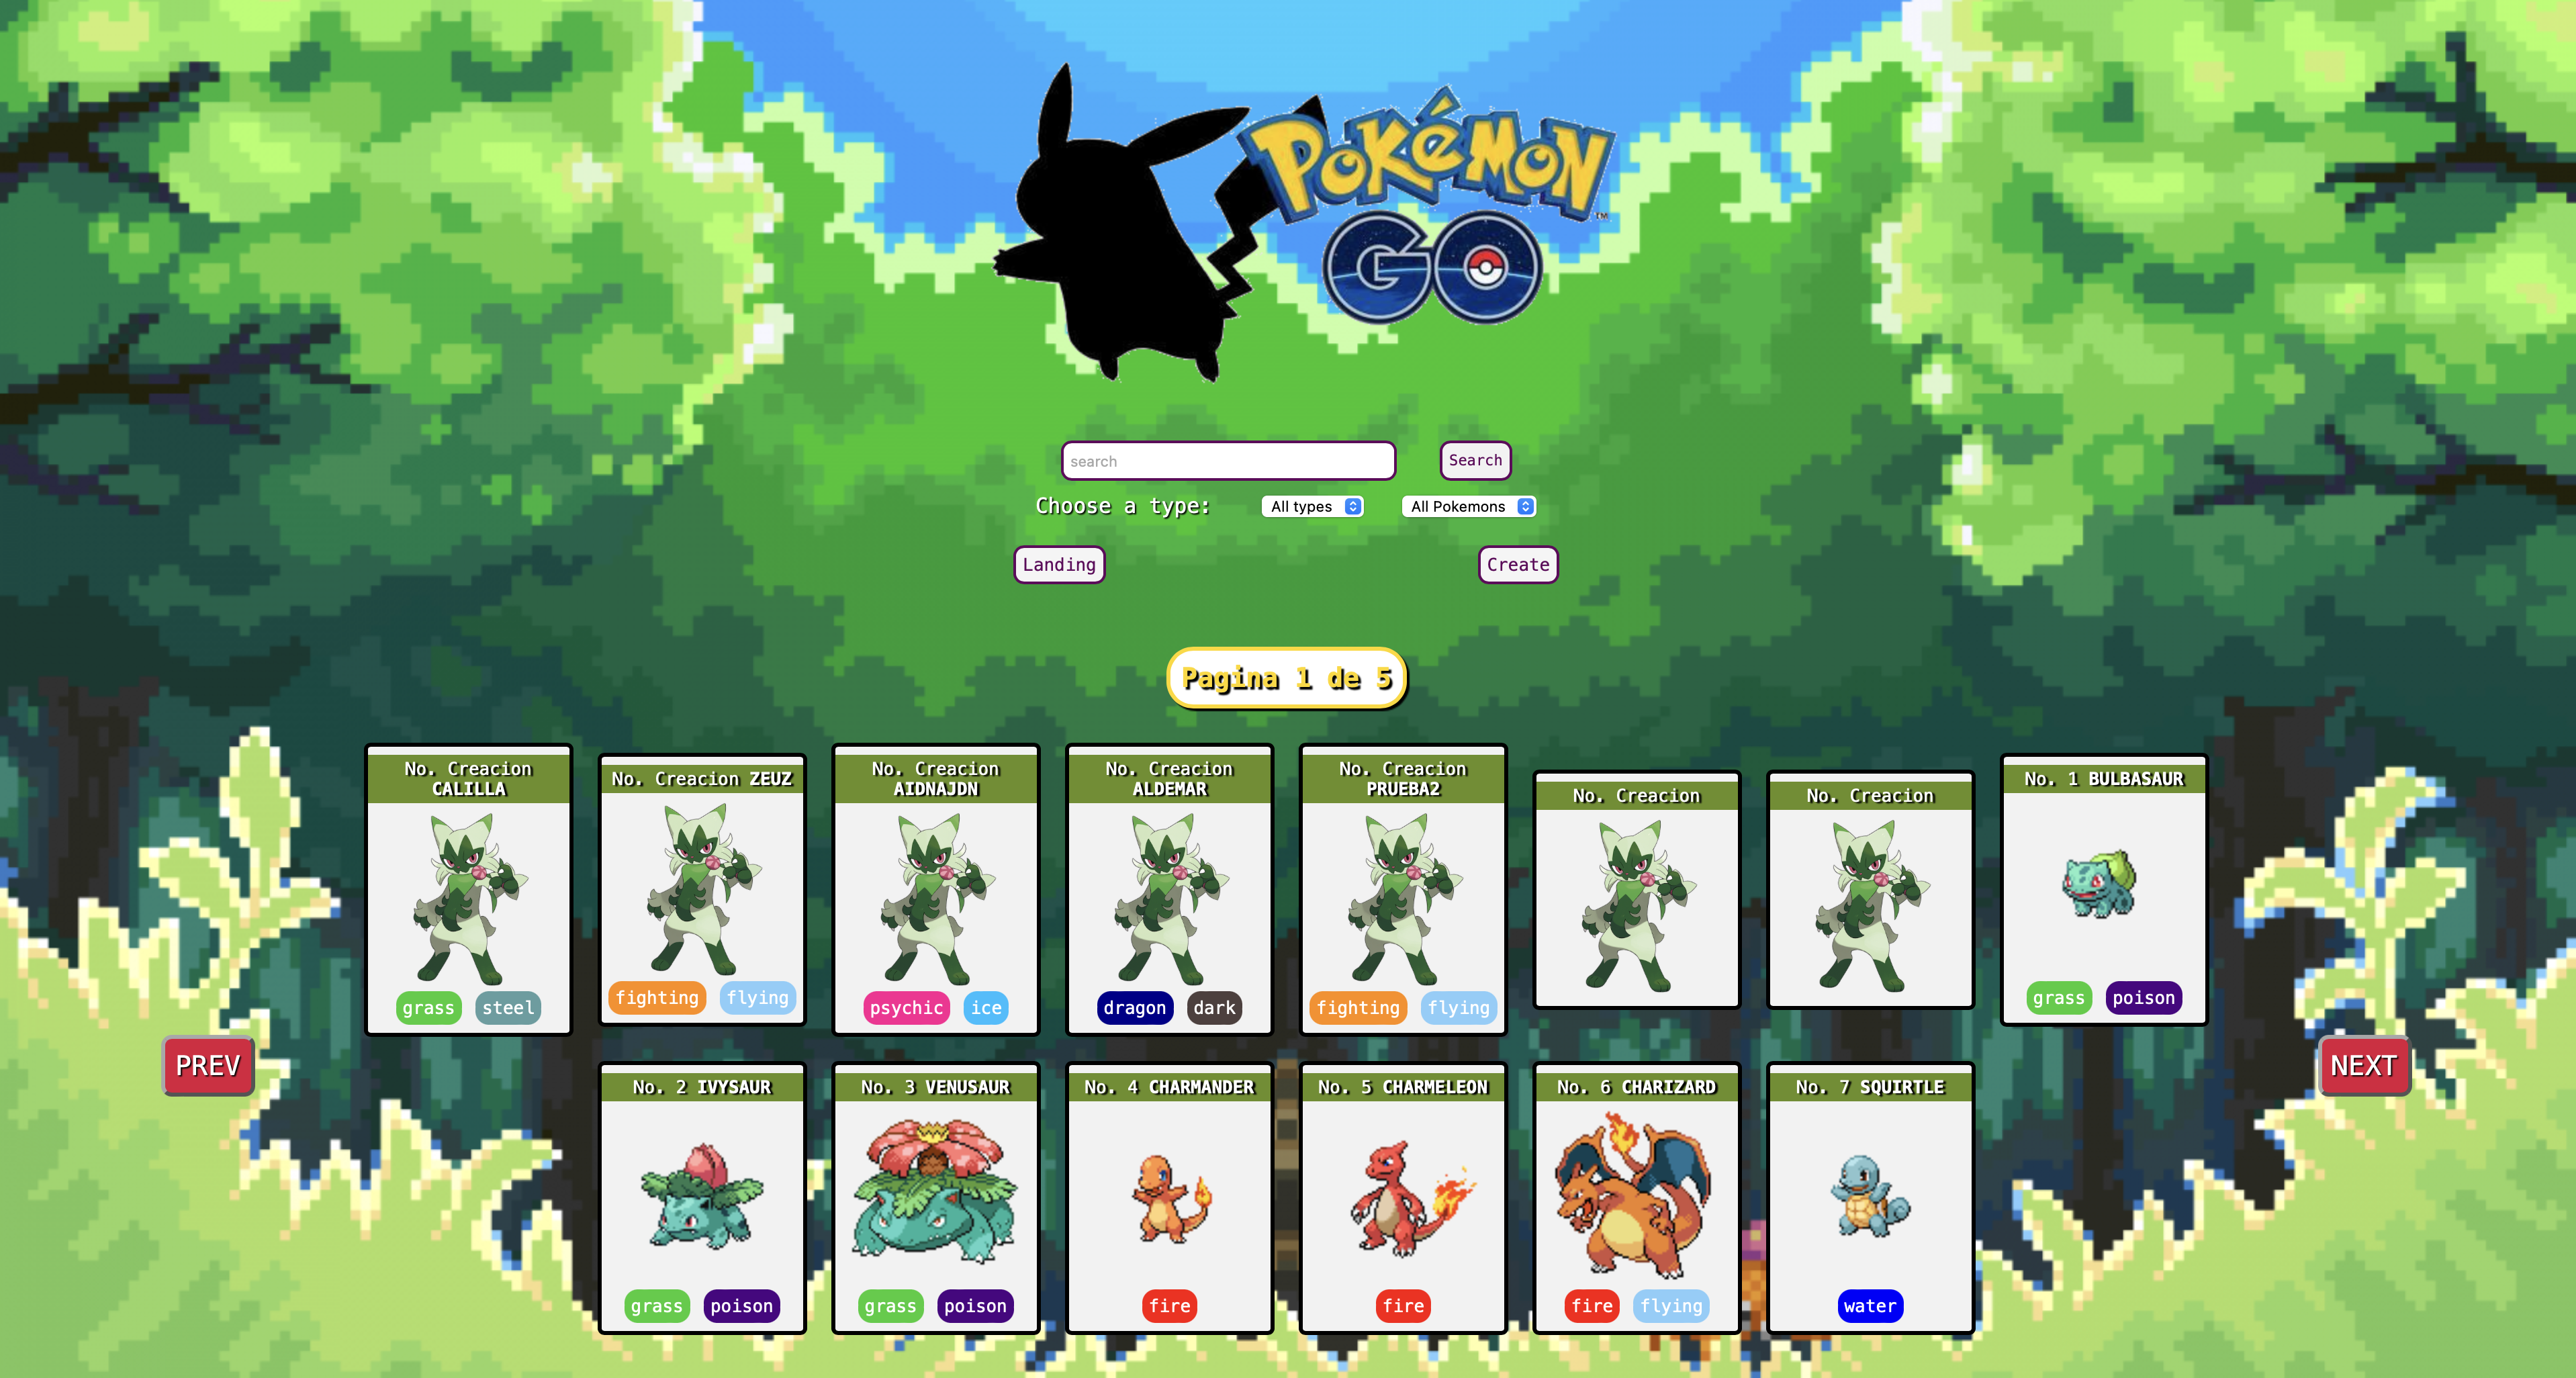 POKéMON
TM
GO
search
Search
Choose a type:
All types
All Pokemons
Landing
Create
Pagina 1 de 5
No. Creacion
CALILLA
grass steel
No. Creacion ZEUZ
fighting flying
No. Creacion
AIDNAJDN
psychic ice
No. Creacion
ALDEMAR
dragon dark
No. Creacion
PRUEBA2
fighting flying
No. Creacion
No. Creacion
No. 1 BULBASAUR
grass poison
PREV
NEXT
No. 2 IVYSAUR
grass poison
No. 3 VENUSAUR
grass poison
No. 4 CHARMANDER
fire
No. 5 CHARMELEON
fire
No. 6 CHARIZARD
fire flying
No. 7 SQUIRTLE
water